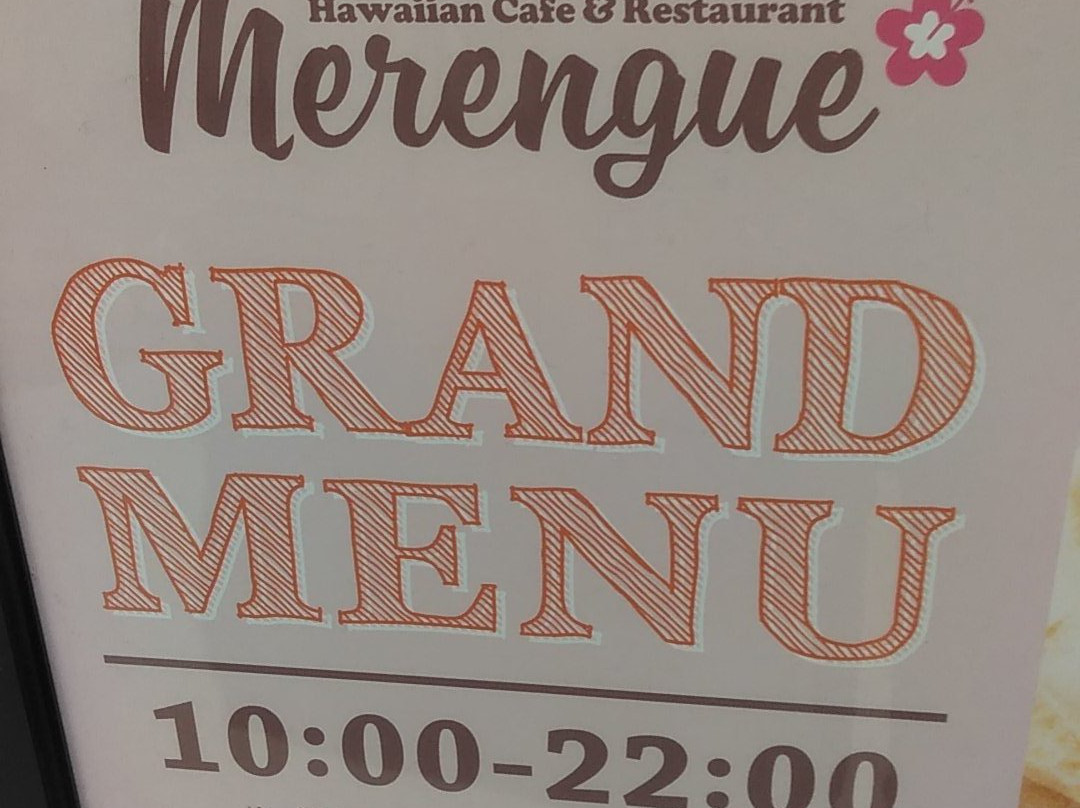 Hawaiian Cafe & Restaurant
Merengue
GRAND
MENU
10:00-22:00